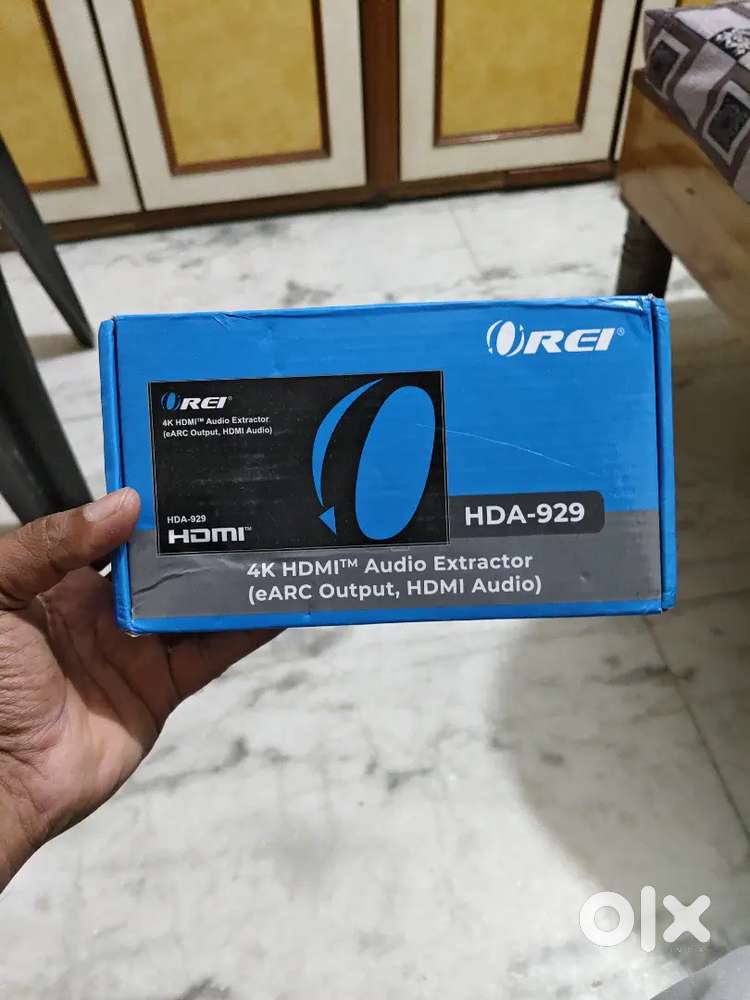 OREI®
OREI®
4K HDMI™ Audio Extractor
(eARC Output, HDMI Audio)
HDA-929
HDMI™
HDA-929
4K HDMI™ Audio Extractor
(eARC Output, HDMI Audio)
olx